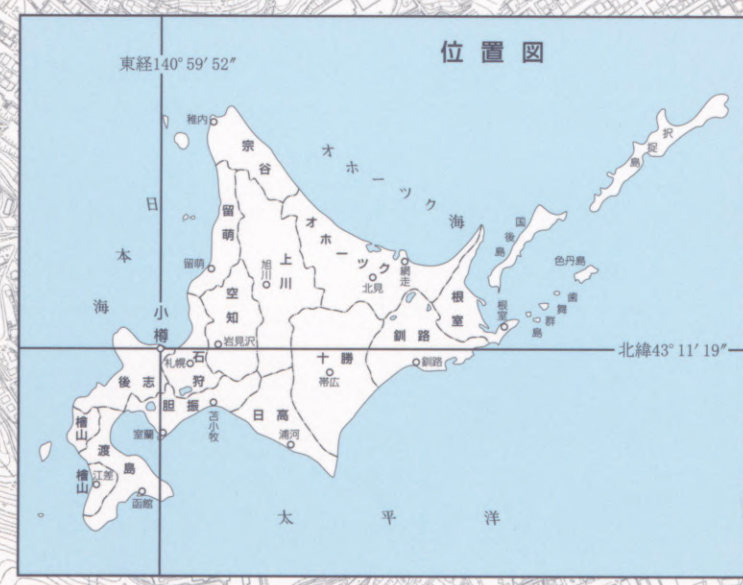 位置図
東経140°59′52″
稚内
宗谷
オホーツク海
択捉島
国後島
色丹島
歯舞群島
日本海
留萌
オホーツク
上川
留萌
旭川
網走
北見
根室
根室
空知
小樽
岩見沢
釧路
釧路
北緯43°11′19″
石狩
札幌
十勝
帯広
後志
胆振
日高
苫小牧
浦河
檜山
渡島
室蘭
檜山
江差
函館
太平洋